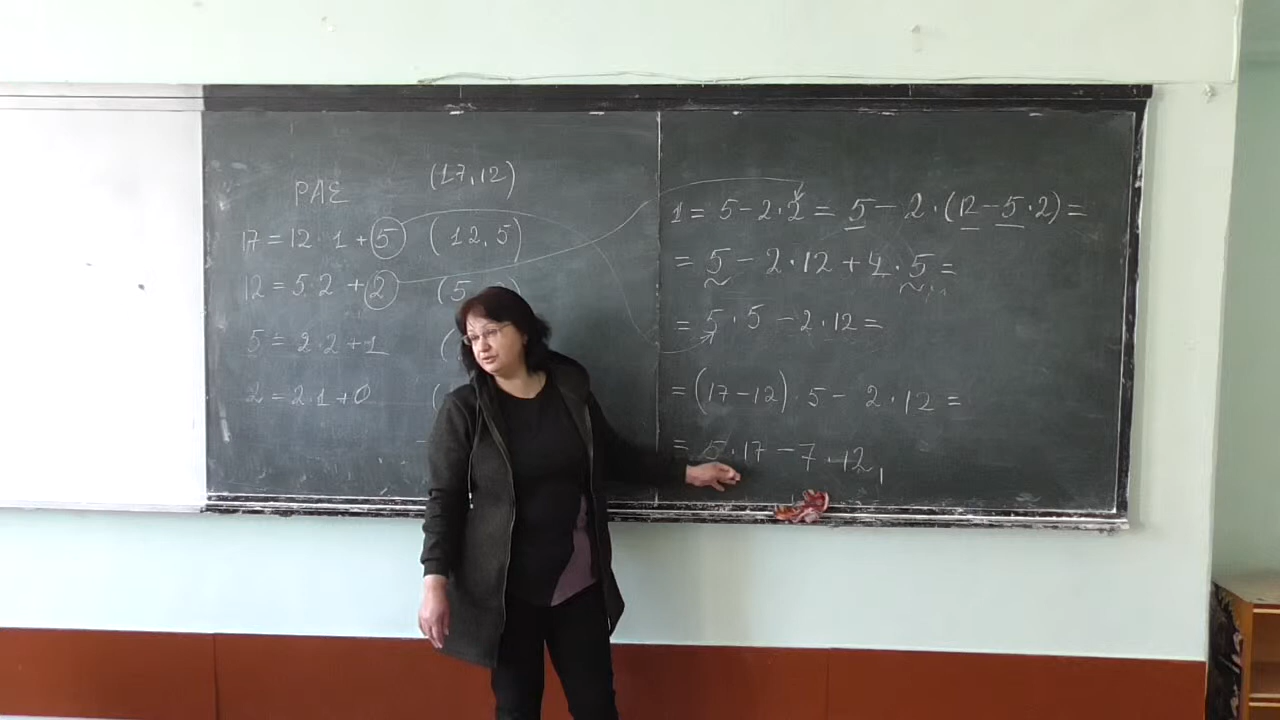 РАЕ (17,12)
17 = 12 · 1 + 5 (12, 5)
12 = 5 · 2 + 2 (5,
5 = 2 · 2 + 1 (
2 = 2 · 1 + 0 (
1 = 5 - 2 · 2 = 5 - 2 · (12 - 5 · 2) =
= 5 - 2 · 12 + 4 · 5 =
= 5 · 5 - 2 · 12 =
= (17 - 12) · 5 - 2 · 12 =
= 5 · 17 - 7 · 12,